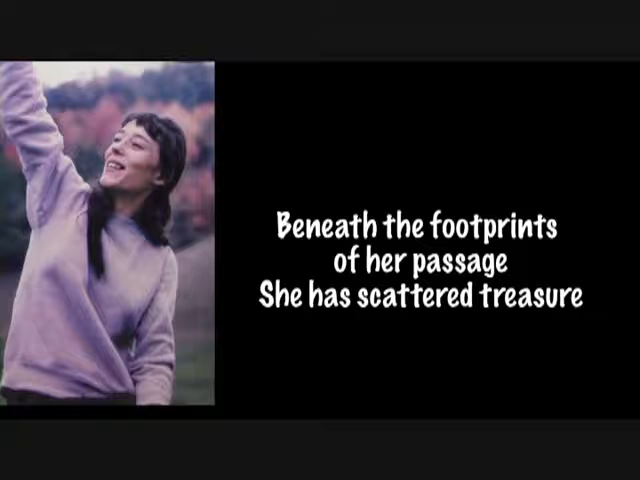 Beneath the footprints
of her passage
She has scattered treasure